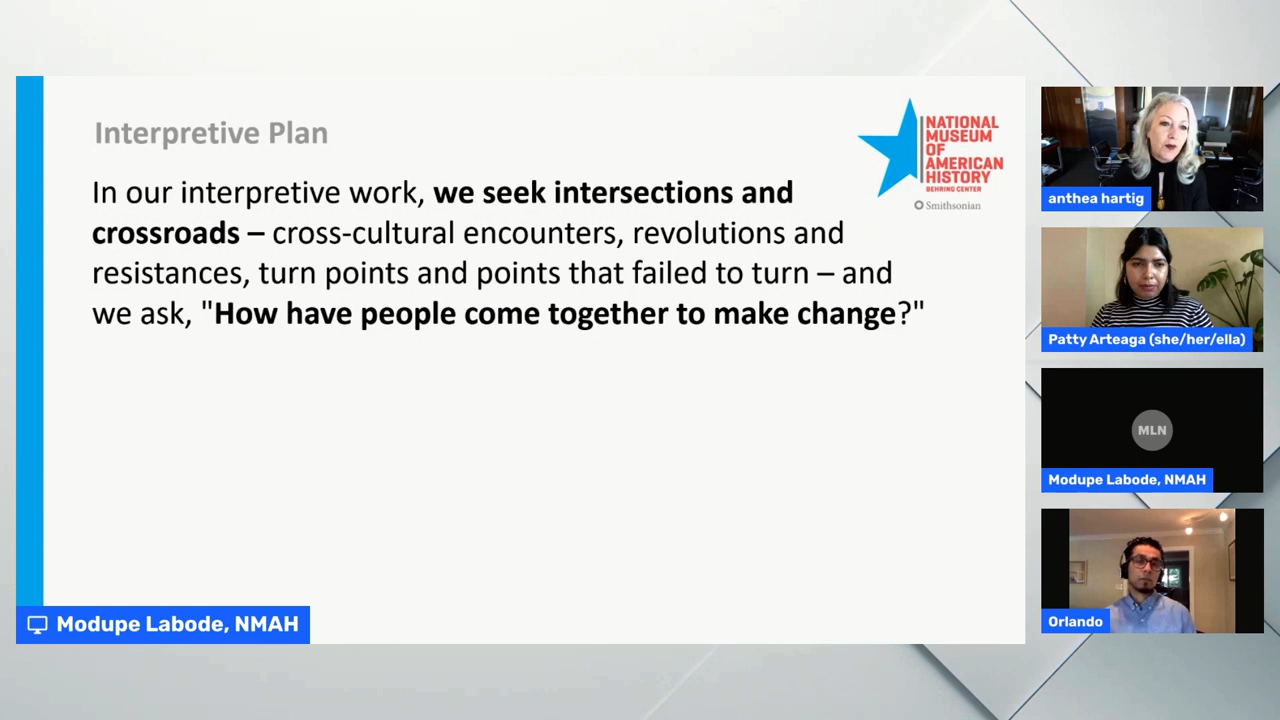 Interpretive Plan
In our interpretive work, we seek intersections and
crossroads – cross-cultural encounters, revolutions and
resistances, turn points and points that failed to turn – and
we ask, "How have people come together to make change?"
NATIONAL
MUSEUM
OF
AMERICAN
HISTORY
BEHRING CENTER
Smithsonian
Modupe Labode, NMAH
anthea hartig
Patty Arteaga (she/her/ella)
MLN
Modupe Labode, NMAH
Orlando